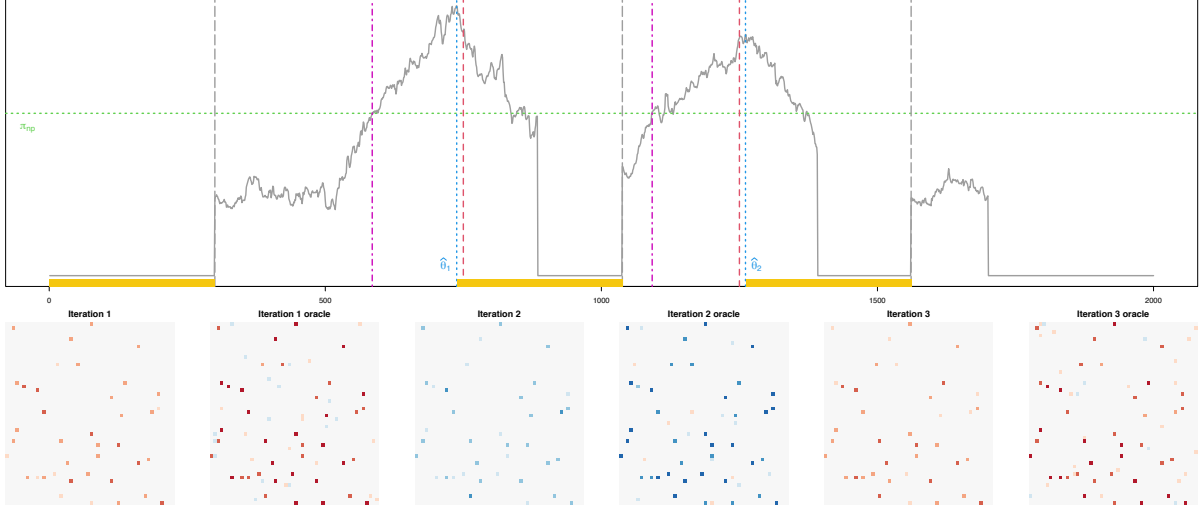 πnp
θ̂1
θ̂2
0 500 1000 1500 2000
Iteration 1 Iteration 1 oracle Iteration 2 Iteration 2 oracle Iteration 3 Iteration 3 oracle